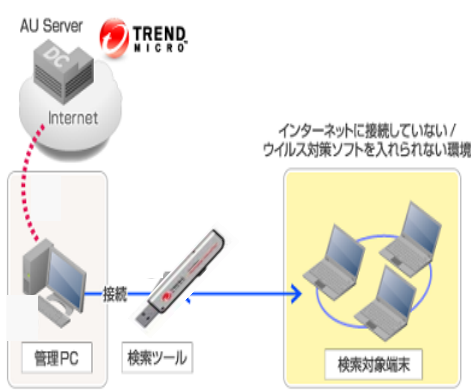 AU Server
TREND
MICRO
DC
Internet
インターネットに接続していない/
ウイルス対策ソフトを入れられない環境
接続
TREND
管理PC
検索ツール
検索対象端末